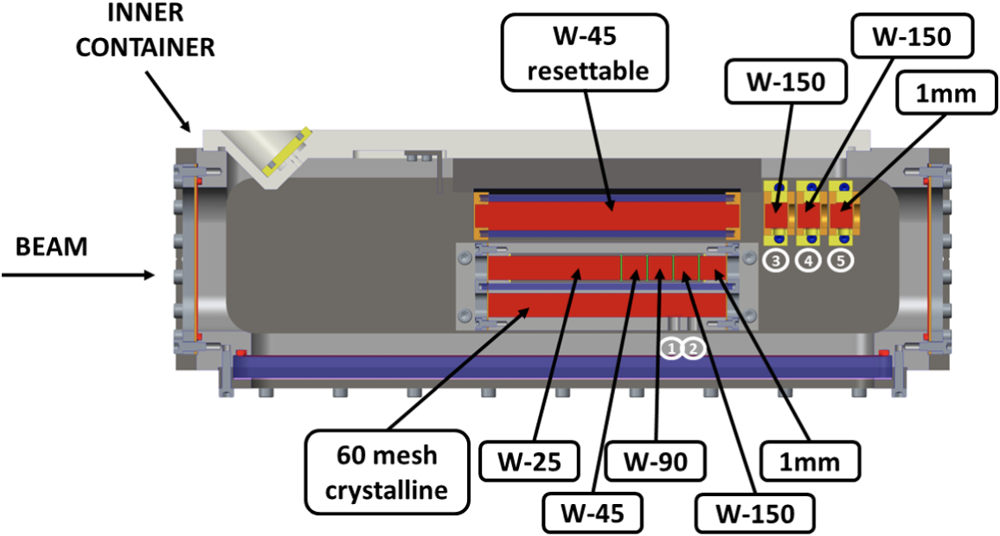 INNER
CONTAINER
W-45
resettable
W-150
W-150
1mm
BEAM
3
4
5
1
2
60 mesh
crystalline
W-25
W-45
W-90
W-150
1mm